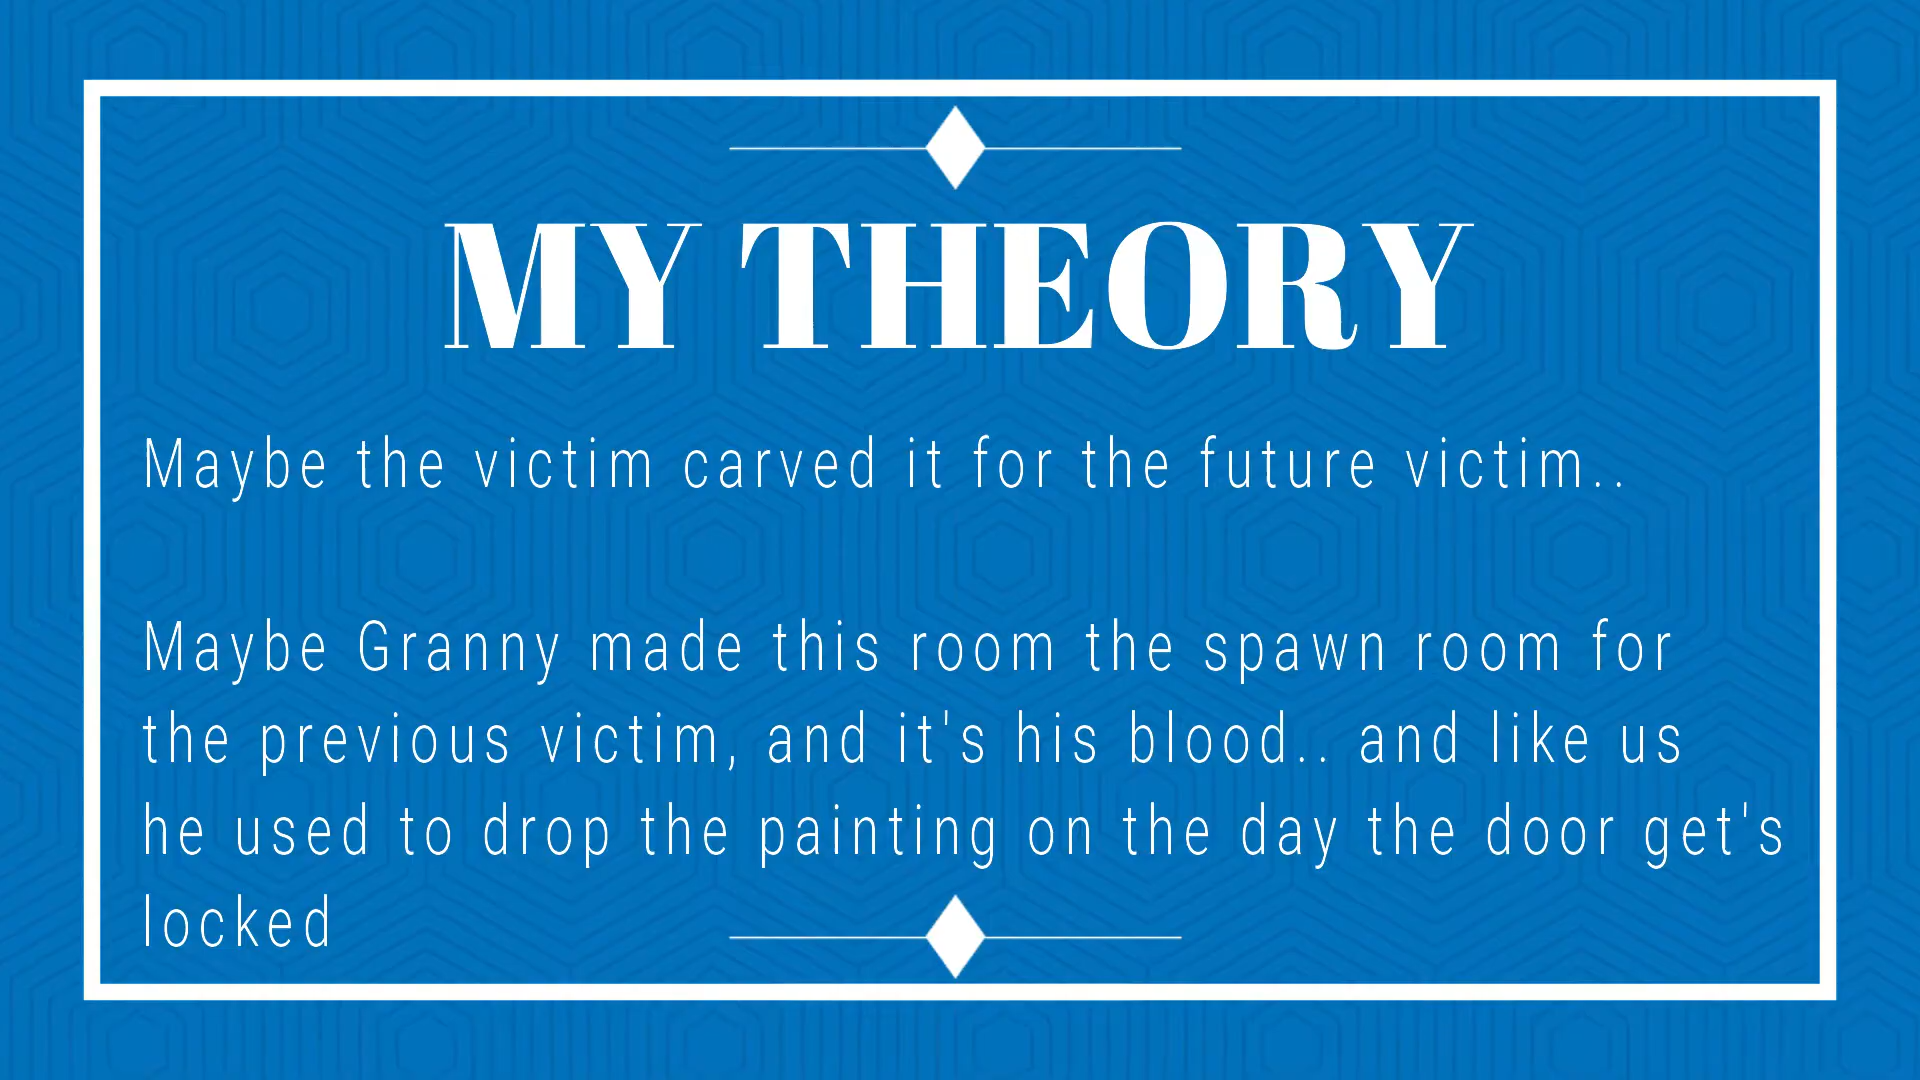 MY THEORY
Maybe the victim carved it for the future victim..
Maybe Granny made this room the spawn room for
the previous victim, and it's his blood.. and like us
he used to drop the painting on the day the door get's
locked